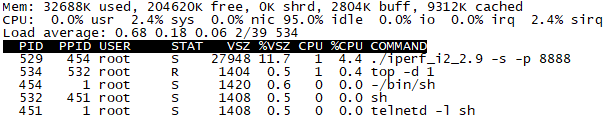 Mem: 32688K used, 204620K free, 0K shrd, 2804K buff, 9312K cached
CPU:  0.0% usr  2.4% sys  0.0% nic 95.0% idle  0.0% io  0.0% irq  2.4% sirq
Load average: 0.68 0.18 0.06 2/39 534
PID PPID USER STAT VSZ %VSZ CPU %CPU COMMAND
529 454 root S 27948 11.7 1 4.4 ./iperf_i2_2.9 -s -p 8888
534 532 root R 1404 0.5 1 0.4 top -d 1
454 1 root S 1420 0.6 0 0.0 -/bin/sh
532 451 root S 1408 0.5 0 0.0 sh
451 1 root S 1408 0.5 0 0.0 telnetd -l sh